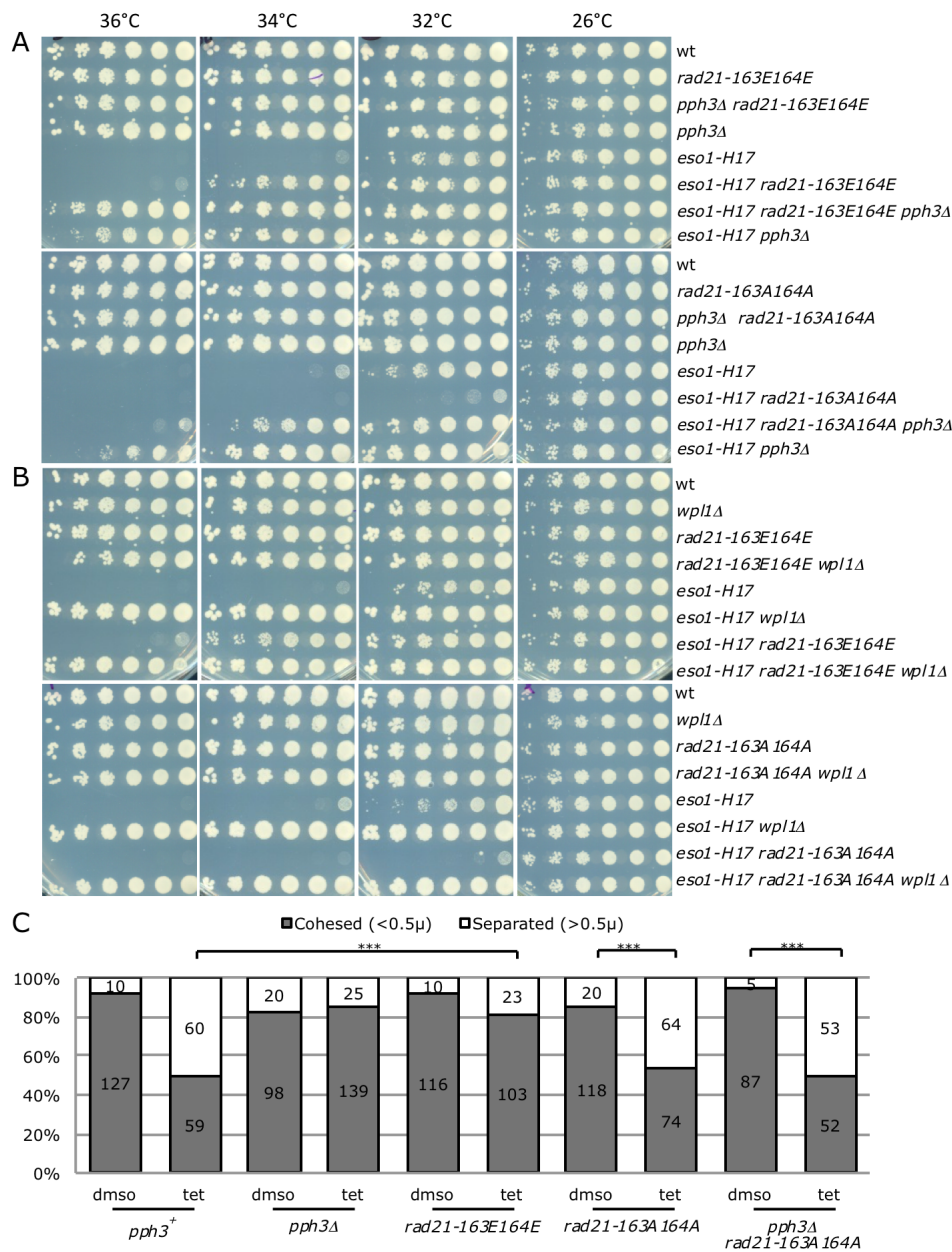 36°C 34°C 32°C 26°C
A
wt
rad21-163E164E
pph3Δ rad21-163E164E
pph3Δ
eso1-H17
eso1-H17 rad21-163E164E
eso1-H17 rad21-163E164E pph3Δ
eso1-H17 pph3Δ
wt
rad21-163A164A
pph3Δ rad21-163A164A
pph3Δ
eso1-H17
eso1-H17 rad21-163A164A
eso1-H17 rad21-163A164A pph3Δ
eso1-H17 pph3Δ
B
wt
wpl1Δ
rad21-163E164E
rad21-163E164E wpl1Δ
eso1-H17
eso1-H17 wpl1Δ
eso1-H17 rad21-163E164E
eso1-H17 rad21-163E164E wpl1Δ
wt
wpl1Δ
rad21-163A164A
rad21-163A164A wpl1Δ
eso1-H17
eso1-H17 wpl1Δ
eso1-H17 rad21-163A164A
eso1-H17 rad21-163A164A wpl1Δ
C
Cohesed (<0.5μ) Separated (>0.5μ)
*** *** ***
100%
80%
60%
40%
20%
0%
10 60 20 25 10 23 20 64 5 53
127 59 98 139 116 103 118 74 87 52
dmso tet dmso tet dmso tet dmso tet dmso tet
pph3+ pph3Δ rad21-163E164E rad21-163A164A pph3Δ
rad21-163A164A